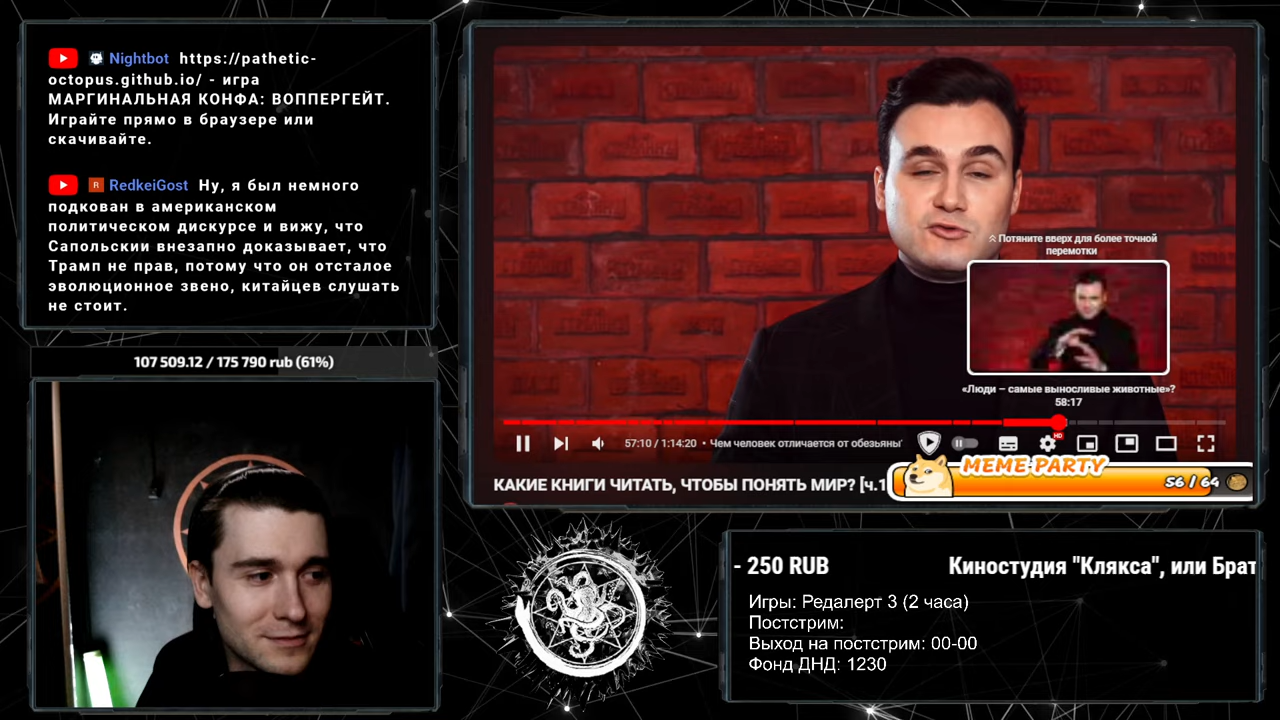 Nightbot https://pathetic-
octopus.github.io/ - игра
МАРГИНАЛЬНАЯ КОНФА: ВОППЕРГЕЙТ.
Играйте прямо в браузере или
скачивайте.
R RedkeiGost Ну, я был немного
подкован в американском
политическом дискурсе и вижу, что
Сапольскии внезапно доказывает, что
Трамп не прав, потому что он отсталое
эволюционное звено, китайцев слушать
не стоит.
107 509.12 / 175 790 rub (61%)
Потяните вверх для более точной
перемотки
«Люди – самые выносливые животные»?
58:17
57:10 / 1:14:20 • Чем человек отличается от обезьяны
HD
КАКИЕ КНИГИ ЧИТАТЬ, ЧТОБЫ ПОНЯТЬ МИР? [ч.1
MEME PARTY
56 / 64
- 250 RUB Киностудия "Клякса", или Брат
Игры: Редалерт 3 (2 часа)
Постстрим:
Выход на постстрим: 00-00
Фонд ДНД: 1230